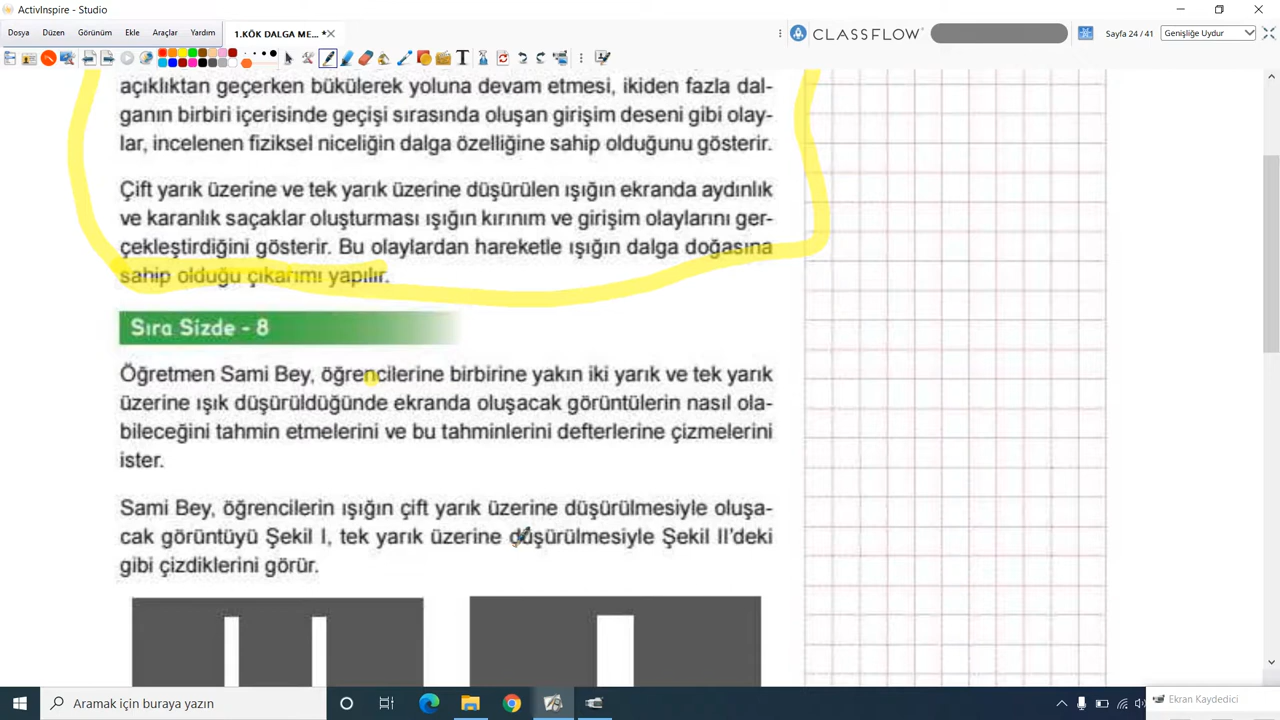 ActivInspire - Studio
Dosya Düzen Görünüm Ekle Araçlar Yardım
1.KÖK DALGA ME... *
CLASSFLOW
Sayfa 24 / 41
Genişliğe Uydur
açıklıktan geçerken bükülerek yoluna devam etmesi, ikiden fazla dal-
ganın birbiri içerisinde geçişi sırasında oluşan girişim deseni gibi olay-
lar, incelenen fiziksel niceliğin dalga özelliğine sahip olduğunu gösterir.
Çift yarık üzerine ve tek yarık üzerine düşürülen ışığın ekranda aydınlık
ve karanlık saçaklar oluşturması ışığın kırınım ve girişim olaylarını ger-
çekleştirdiğini gösterir. Bu olaylardan hareketle ışığın dalga doğasına
sahip olduğu çıkarımı yapılır.
Sıra Sizde - 8
Öğretmen Sami Bey, öğrencilerine birbirine yakın iki yarık ve tek yarık
üzerine ışık düşürüldüğünde ekranda oluşacak görüntülerin nasıl ola-
bileceğini tahmin etmelerini ve bu tahminlerini defterlerine çizmelerini
ister.
Sami Bey, öğrencilerin ışığın çift yarık üzerine düşürülmesiyle oluşa-
cak görüntüyü Şekil I, tek yarık üzerine düşürülmesiyle Şekil II'deki
gibi çizdiklerini görür.
Aramak için buraya yazın
Ekran Kaydedici